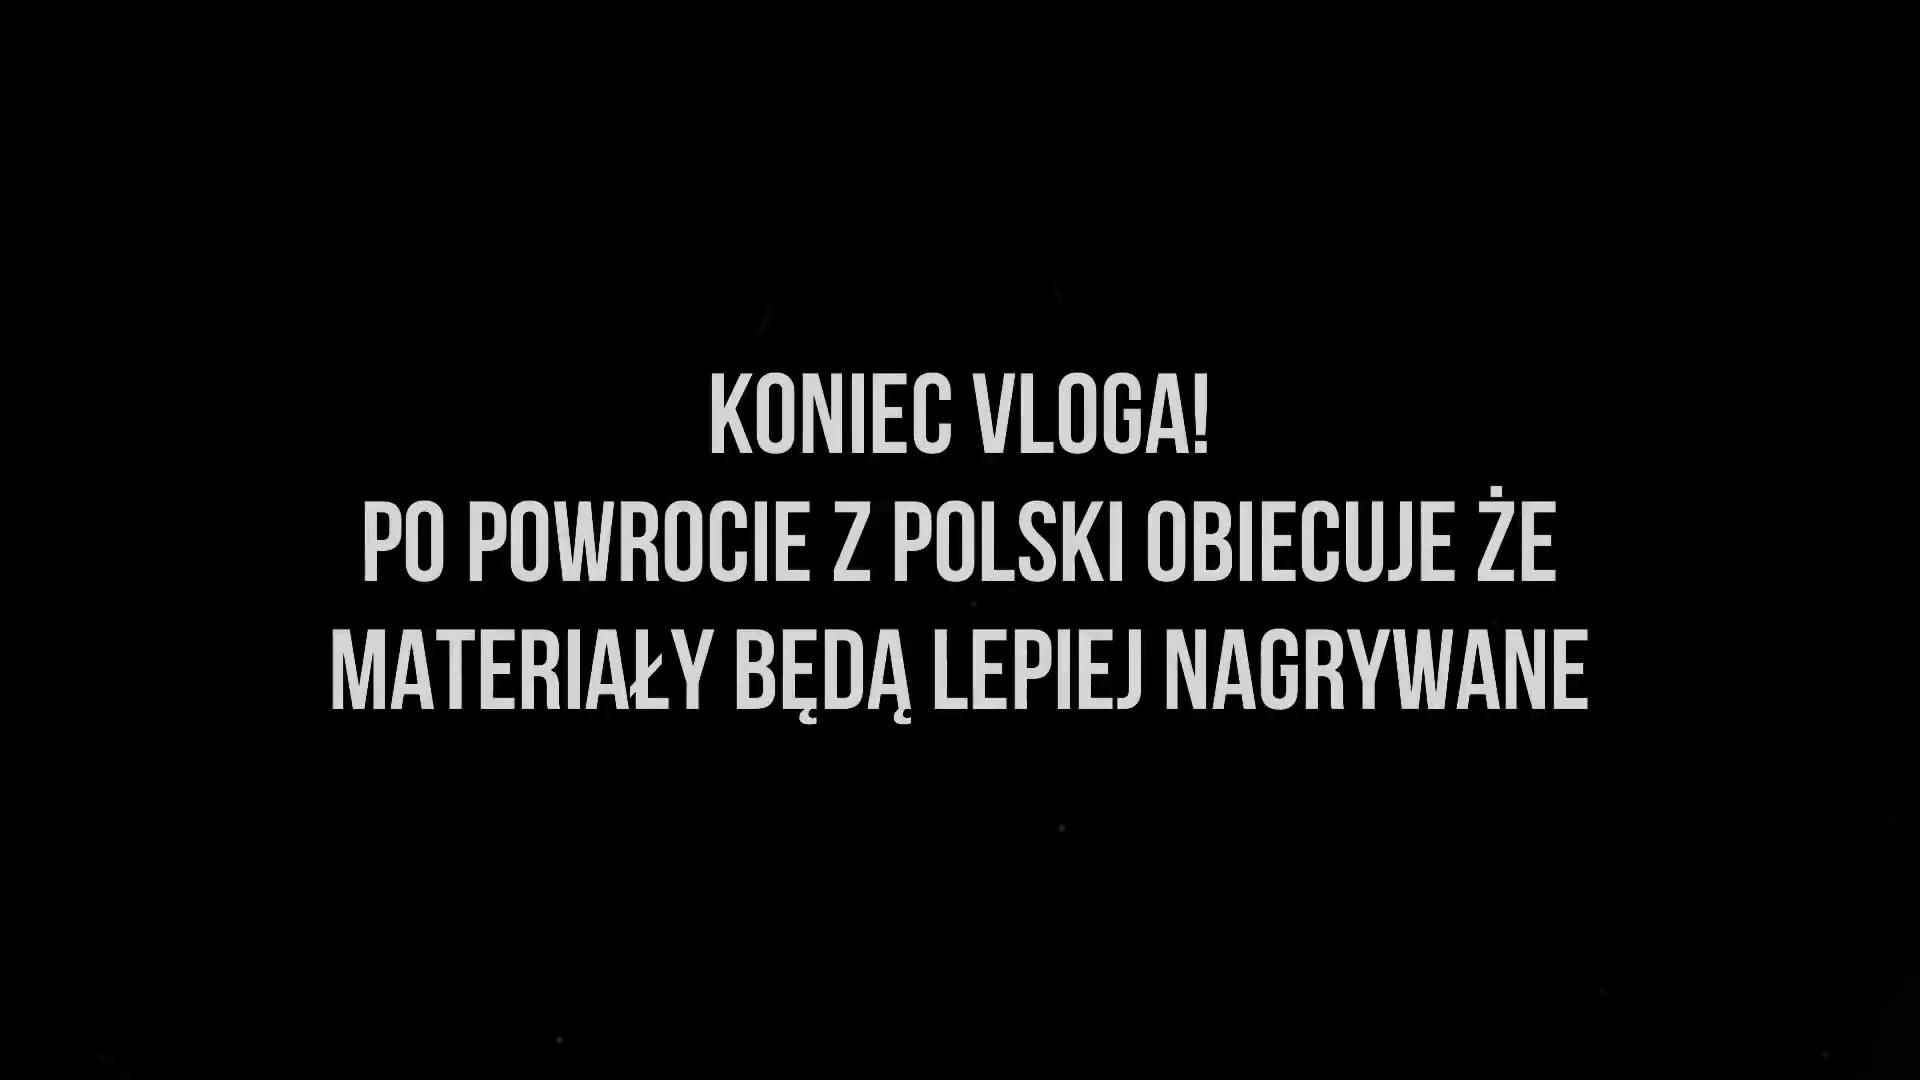 KONIEC VLOGA!
PO POWROCIE Z POLSKI OBIECUJE ŻE
MATERIAŁY BĘDĄ LEPIEJ NAGRYWANE